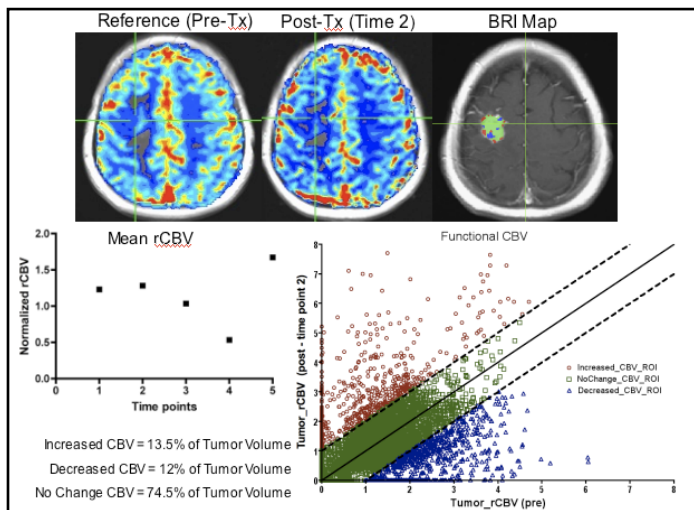 Reference (Pre-Tx)
Post-Tx (Time 2)
BRI Map
Mean rCBV
Normalized rCBV
2.0
1.5
1.0
0.5
0.0
1
2
3
4
5
Time points
Increased CBV = 13.5% of Tumor Volume
Decreased CBV = 12% of Tumor Volume
No Change CBV = 74.5% of Tumor Volume
Functional CBV
Tumor_rCBV (post - time point 2)
8
7
6
5
4
3
2
1
0
0
1
2
3
4
5
6
7
8
Tumor_rCBV (pre)
Increased_CBV_ROI
NoChange_CBV_ROI
Decreased_CBV_ROI